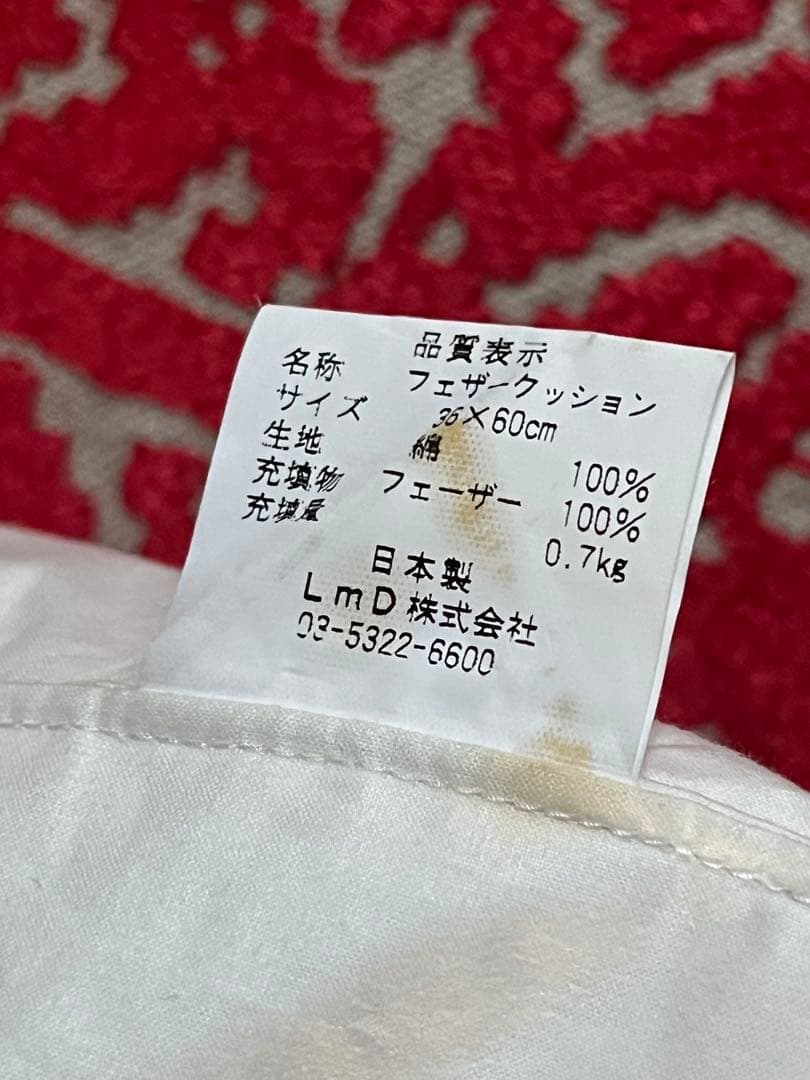 品質表示
名称 フェザークッション
サイズ 36×60cm
生地 綿 100%
充填物 フェーザー 100%
充填量 0.7kg
日本製
LmD株式会社
03-5322-6600